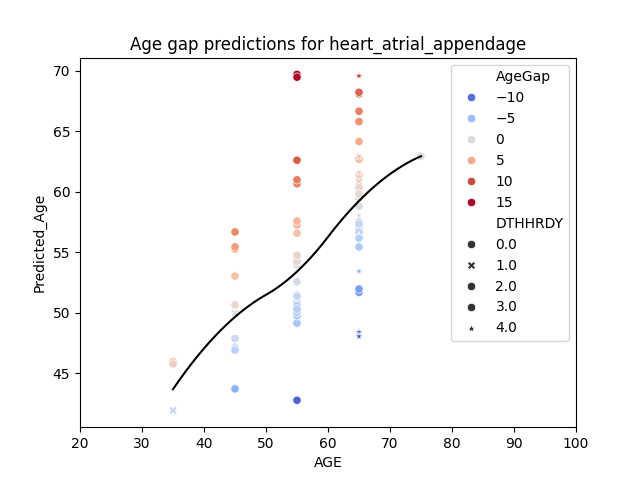 Age gap predictions for heart_atrial_appendage
Predicted_Age
70
65
60
55
50
45
20 30 40 50 60 70 80 90 100
AGE
AgeGap
−10
−5
0
5
10
15
DTHHRDY
0.0
1.0
2.0
3.0
4.0